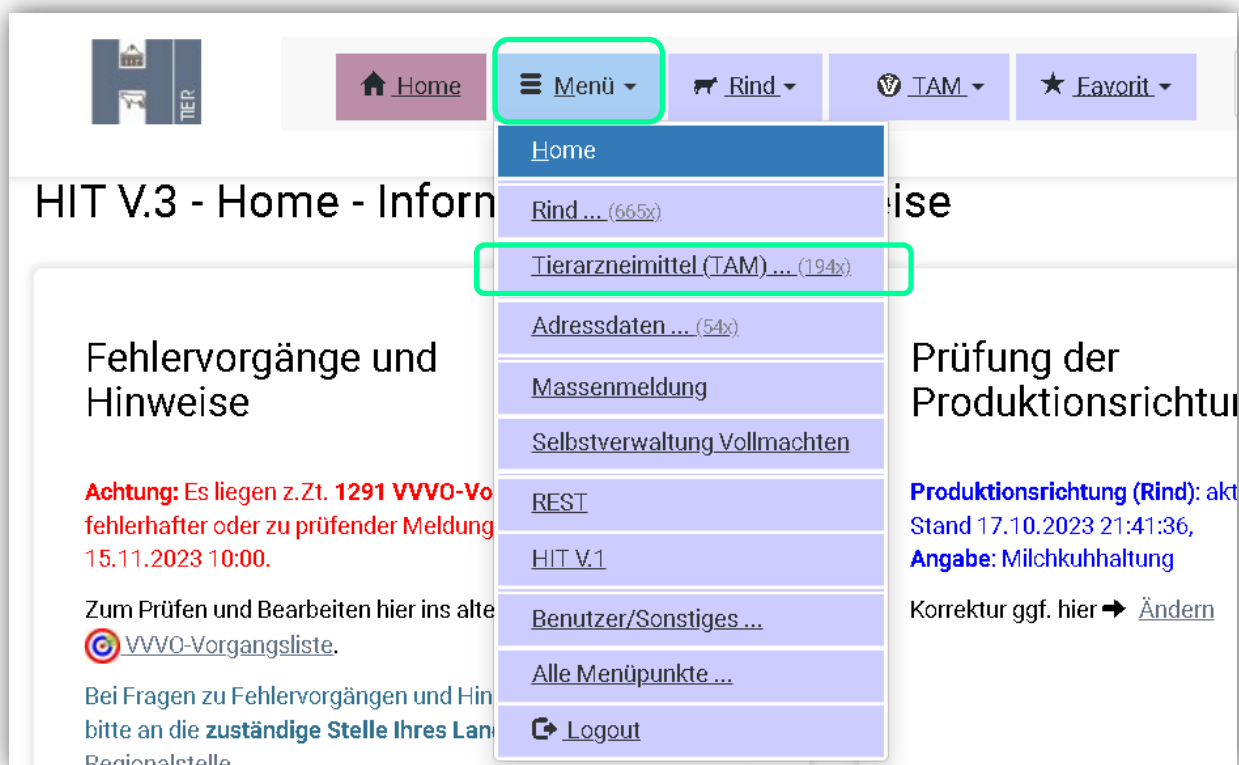 TIER
Home
Menü
Rind
TAM
Favorit
Home
HIT V.3 - Home - Inforn
ise
Rind ... (665x)
Tierarzneimittel (TAM) ... (194x)
Adressdaten ... (54x)
Massenmeldung
Selbstverwaltung Vollmachten
REST
HIT V.1
Benutzer/Sonstiges ...
Alle Menüpunkte ...
Logout
Fehlervorgänge und
Hinweise
Achtung: Es liegen z.Zt. 1291 VVVO-Vo
fehlerhafter oder zu prüfender Meldung
15.11.2023 10:00.
Zum Prüfen und Bearbeiten hier ins alte
VVVO-Vorgangsliste.
Bei Fragen zu Fehlervorgängen und Hin
bitte an die zuständige Stelle Ihres Lan
Regionalstelle
Prüfung der
Produktionsrichtu
Produktionsrichtung (Rind): akt
Stand 17.10.2023 21:41:36,
Angabe: Milchkuhhaltung
Korrektur ggf. hier ➔ Ändern